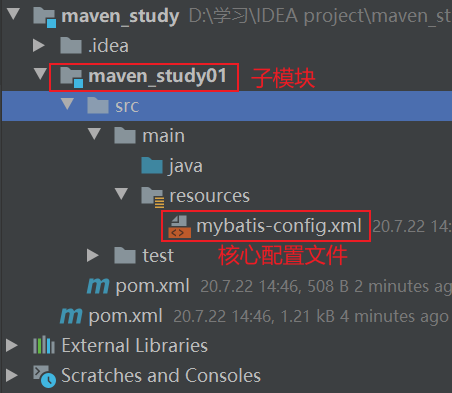 maven_study D:\学习\IDEA project\maven_st
.idea
maven_study01 子模块
src
main
java
resources
mybatis-config.xml 20.7.22 14:
test 核心配置文件
pom.xml 20.7.22 14:46, 508 B 2 minutes a
pom.xml 20.7.22 14:46, 1.21 kB 4 minutes ago
External Libraries
Scratches and Consoles